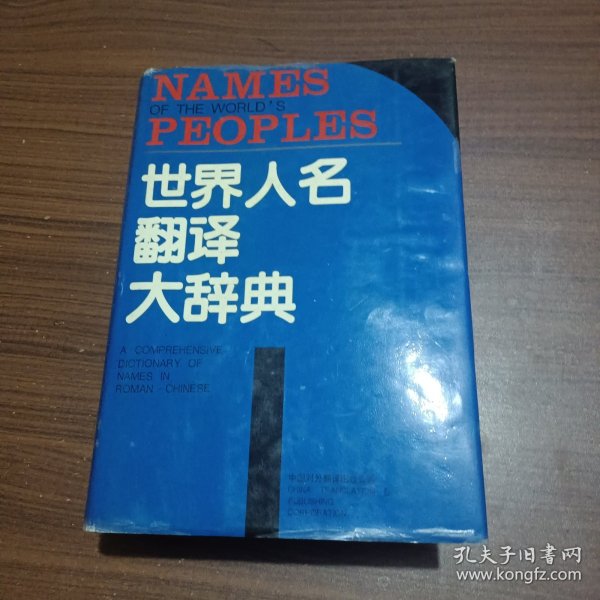 NAMES
OF THE WORLD'S
PEOPLES
世界人名
翻译
大辞典
A COMPREHENSIVE
DICTIONARY OF
NAMES IN
ROMAN-CHINESE
中国对外翻译出版公司
CHINA TRANSLATION &
PUBLISHING
CORPORATION
孔夫子旧书网
www.kongfz.com